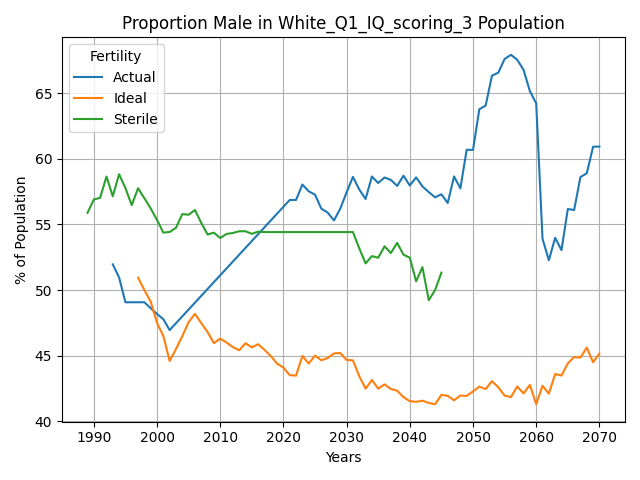 Proportion Male in White_Q1_IQ_scoring_3 Population
Fertility
Actual
Ideal
Sterile
% of Population
65
60
55
50
45
40
1990 2000 2010 2020 2030 2040 2050 2060 2070
Years